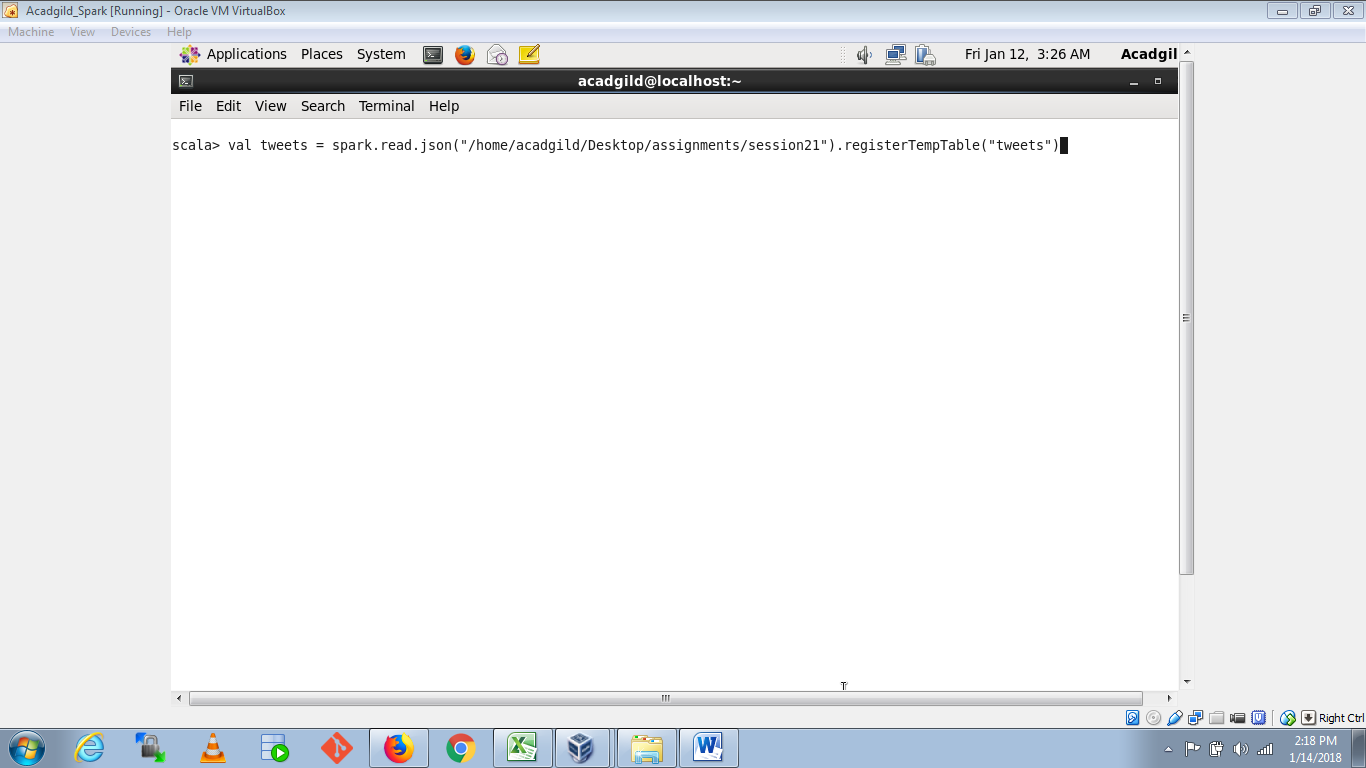 Acadgild_Spark [Running] - Oracle VM VirtualBox
Machine View Devices Help
Applications Places System Fri Jan 12, 3:26 AM Acadgil
acadgild@localhost:~
File Edit View Search Terminal Help
scala> val tweets = spark.read.json("/home/acadgild/Desktop/assignments/session21").registerTempTable("tweets")
Right Ctrl
2:18 PM
1/14/2018